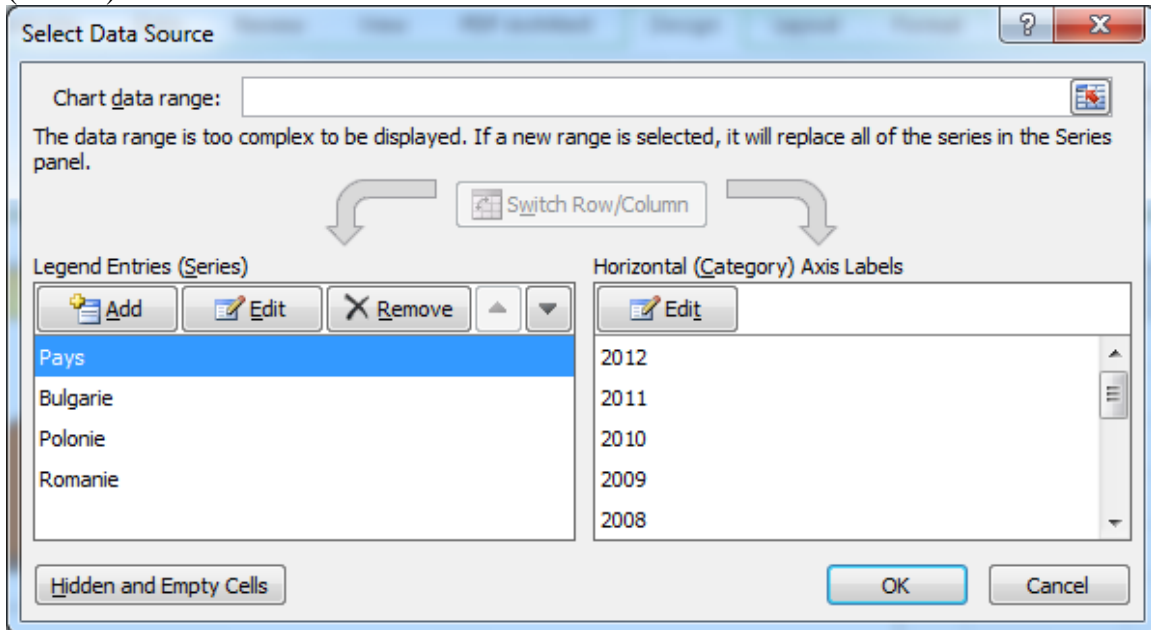 Select Data Source
Chart data range:
The data range is too complex to be displayed. If a new range is selected, it will replace all of the series in the Series
panel.
Switch Row/Column
Legend Entries (Series)
Horizontal (Category) Axis Labels
Add Edit Remove
Edit
Pays
2012
Bulgarie
2011
Polonie
2010
Romanie
2009
2008
Hidden and Empty Cells
OK Cancel